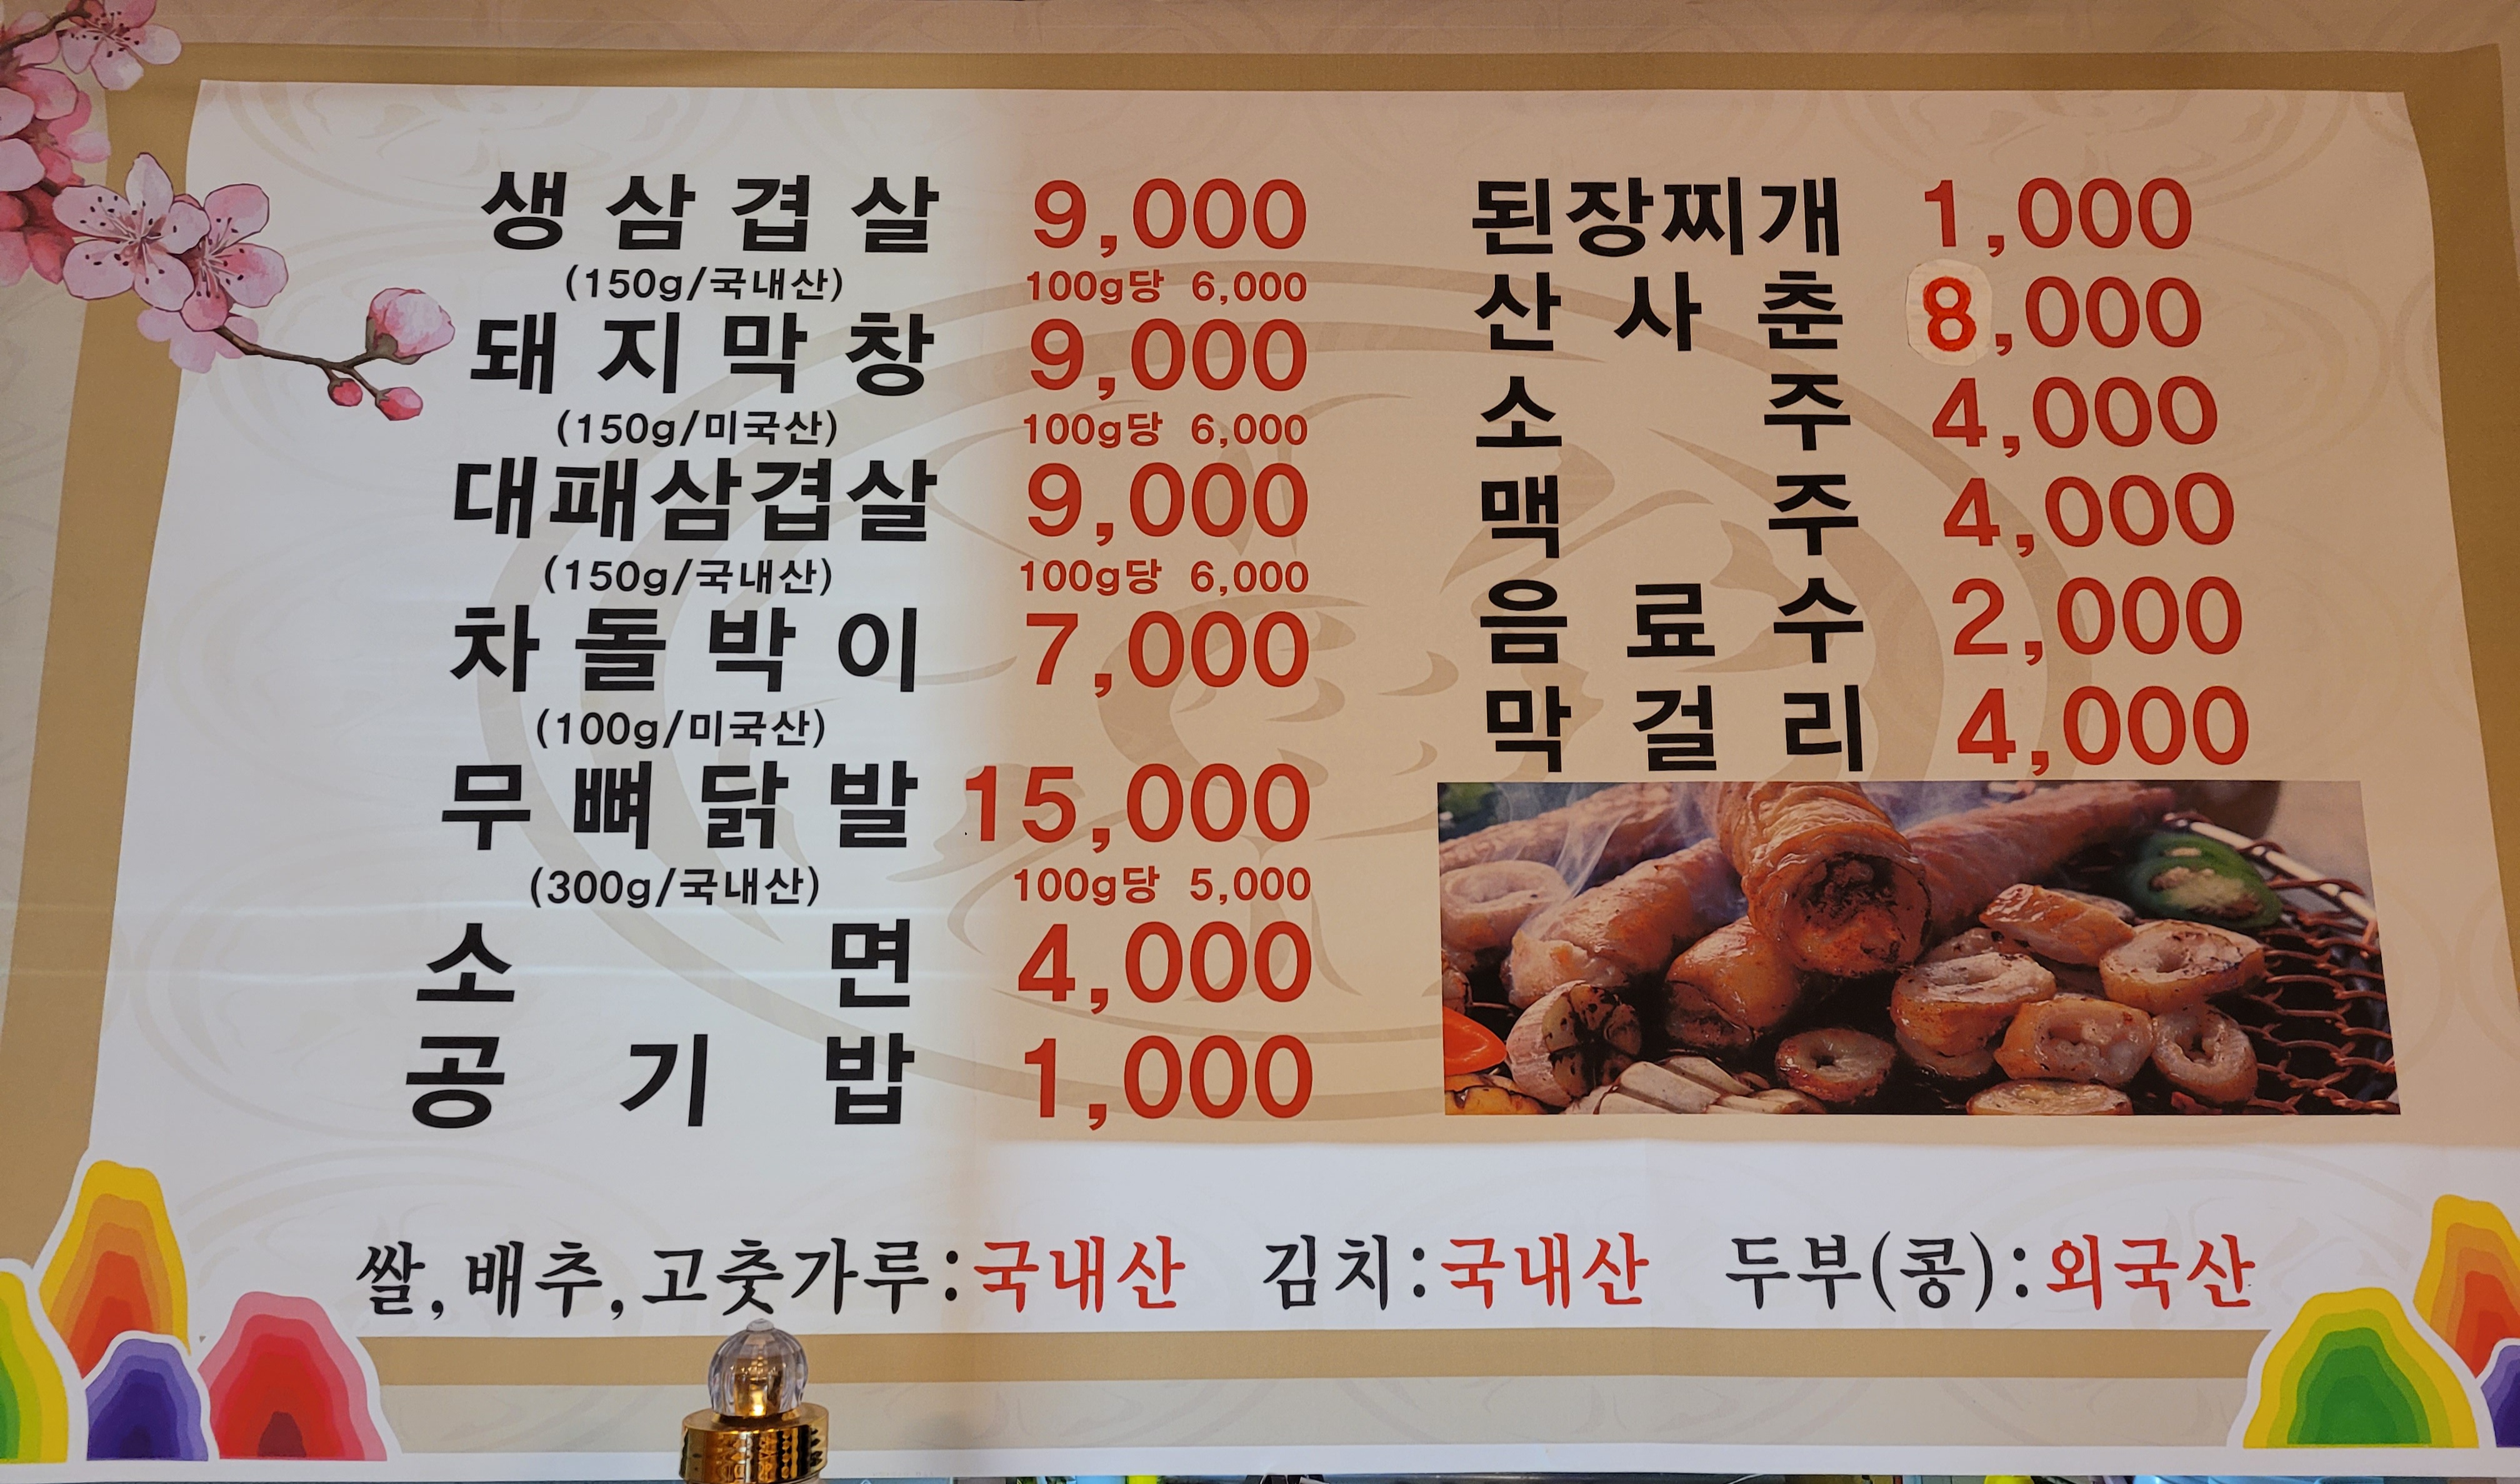 생삼겹살 9,000
(150g/국내산) 100g당 6,000
돼지막창 9,000
(150g/미국산) 100g당 6,000
대패삼겹살 9,000
(150g/국내산) 100g당 6,000
차돌박이 7,000
(100g/미국산)
무뼈닭발 15,000
(300g/국내산) 100g당 5,000
소면 4,000
공기밥 1,000
된장찌개 1,000
산사춘 8,000
소주 4,000
맥주 4,000
음료수 2,000
막걸리 4,000
쌀, 배추, 고춧가루:국내산 김치:국내산 두부(콩):외국산